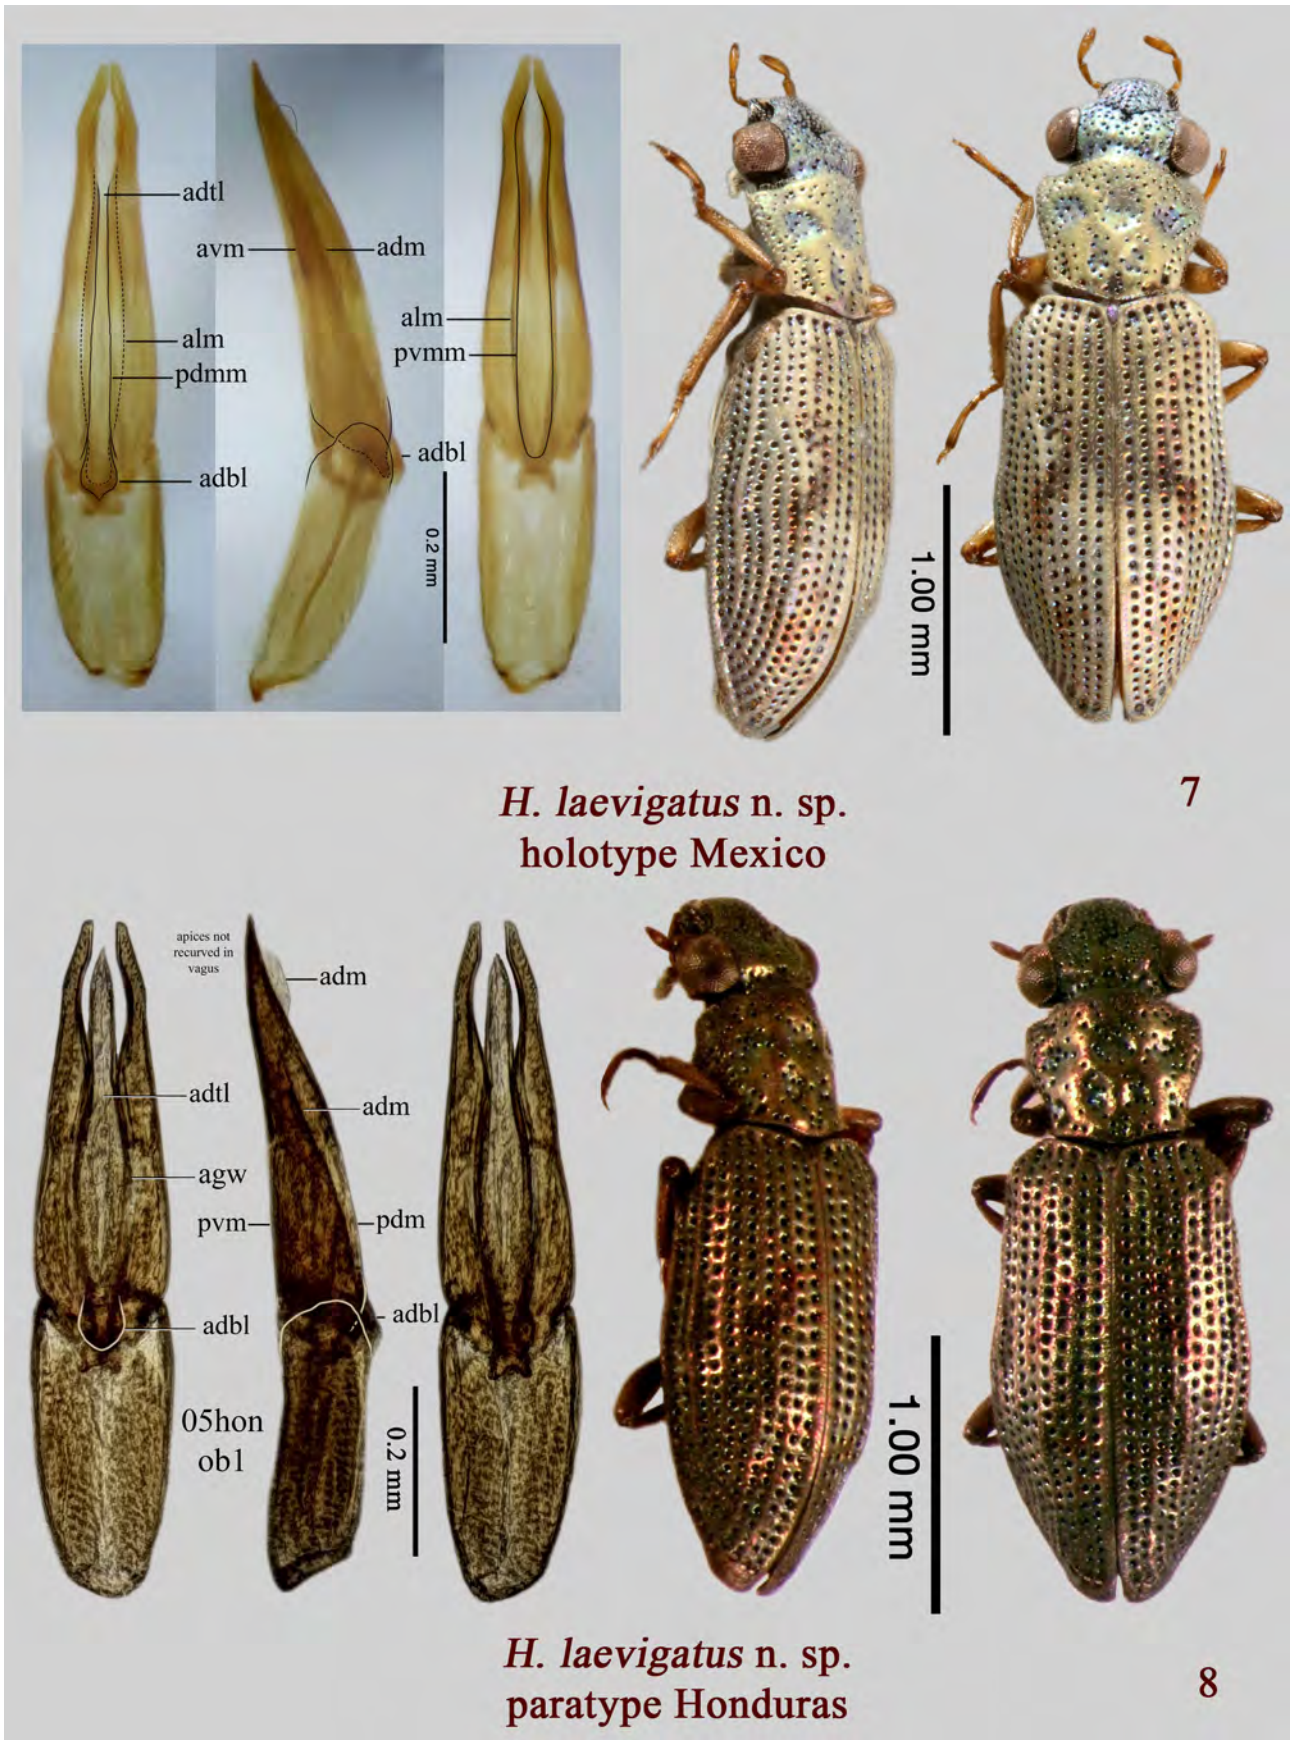 adtl
avm
adm
alm
pdmm
alm
pvmm
adbl
adbl
0.2 mm
1.00 mm
H. laevigatus n. sp.
holotype Mexico
7
apices not
recurved in
vagus
adm
adtl
adm
agw
pvm
pdm
adbl
adbl
05hon
ob1
0.2 mm
1.00 mm
H. laevigatus n. sp.
paratype Honduras
8